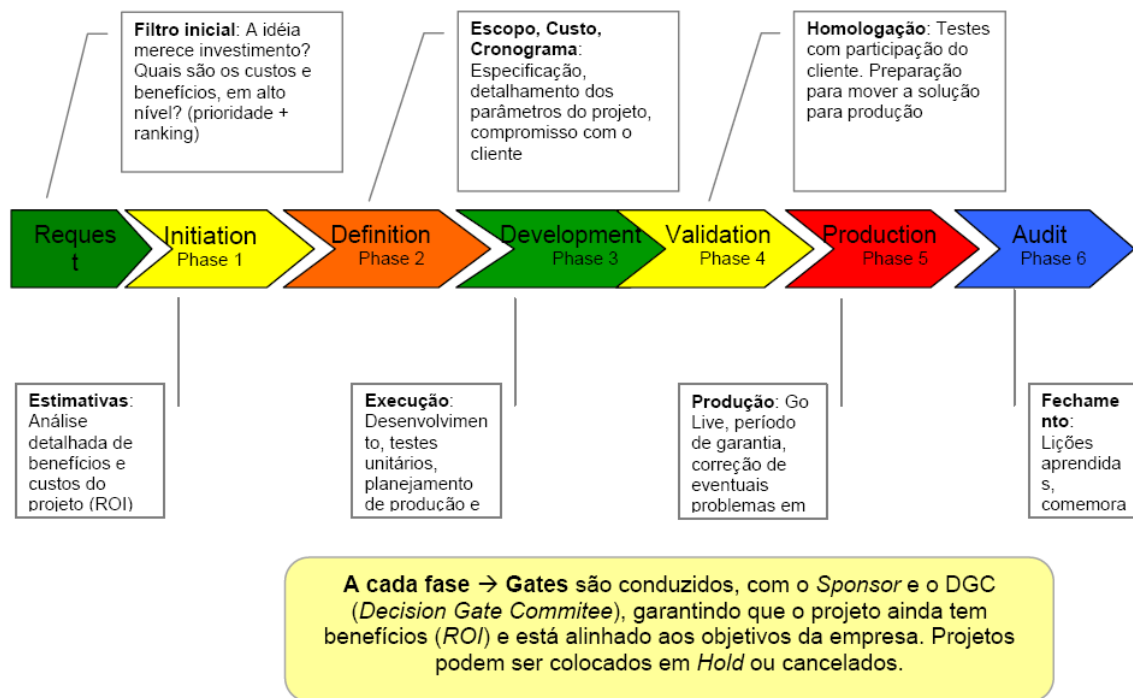 Filtro inicial: A idéia
merece investimento?
Quais são os custos e
benefícios, em alto
nível? (prioridade +
ranking)
Escopo, Custo,
Cronograma:
Especificação,
detalhamento dos
parâmetros do projeto,
compromisso com o
cliente
Homologação: Testes
com participação do
cliente. Preparação
para mover a solução
para produção
Reques
t
Initiation
Phase 1
Definition
Phase 2
Development
Phase 3
Validation
Phase 4
Production
Phase 5
Audit
Phase 6
Estimativas:
Análise
detalhada de
benefícios e
custos do
projeto (ROI)
Execução:
Desenvolvimen
to, testes
unitários,
planejamento
de produção e
Produção: Go
Live, período
de garantia,
correção de
eventuais
problemas em
Fechame
nto:
Lições
aprendida
s,
comemora
A cada fase → Gates são conduzidos, com o Sponsor e o DGC
(Decision Gate Commitee), garantindo que o projeto ainda tem
benefícios (ROI) e está alinhado aos objetivos da empresa. Projetos
podem ser colocados em Hold ou cancelados.